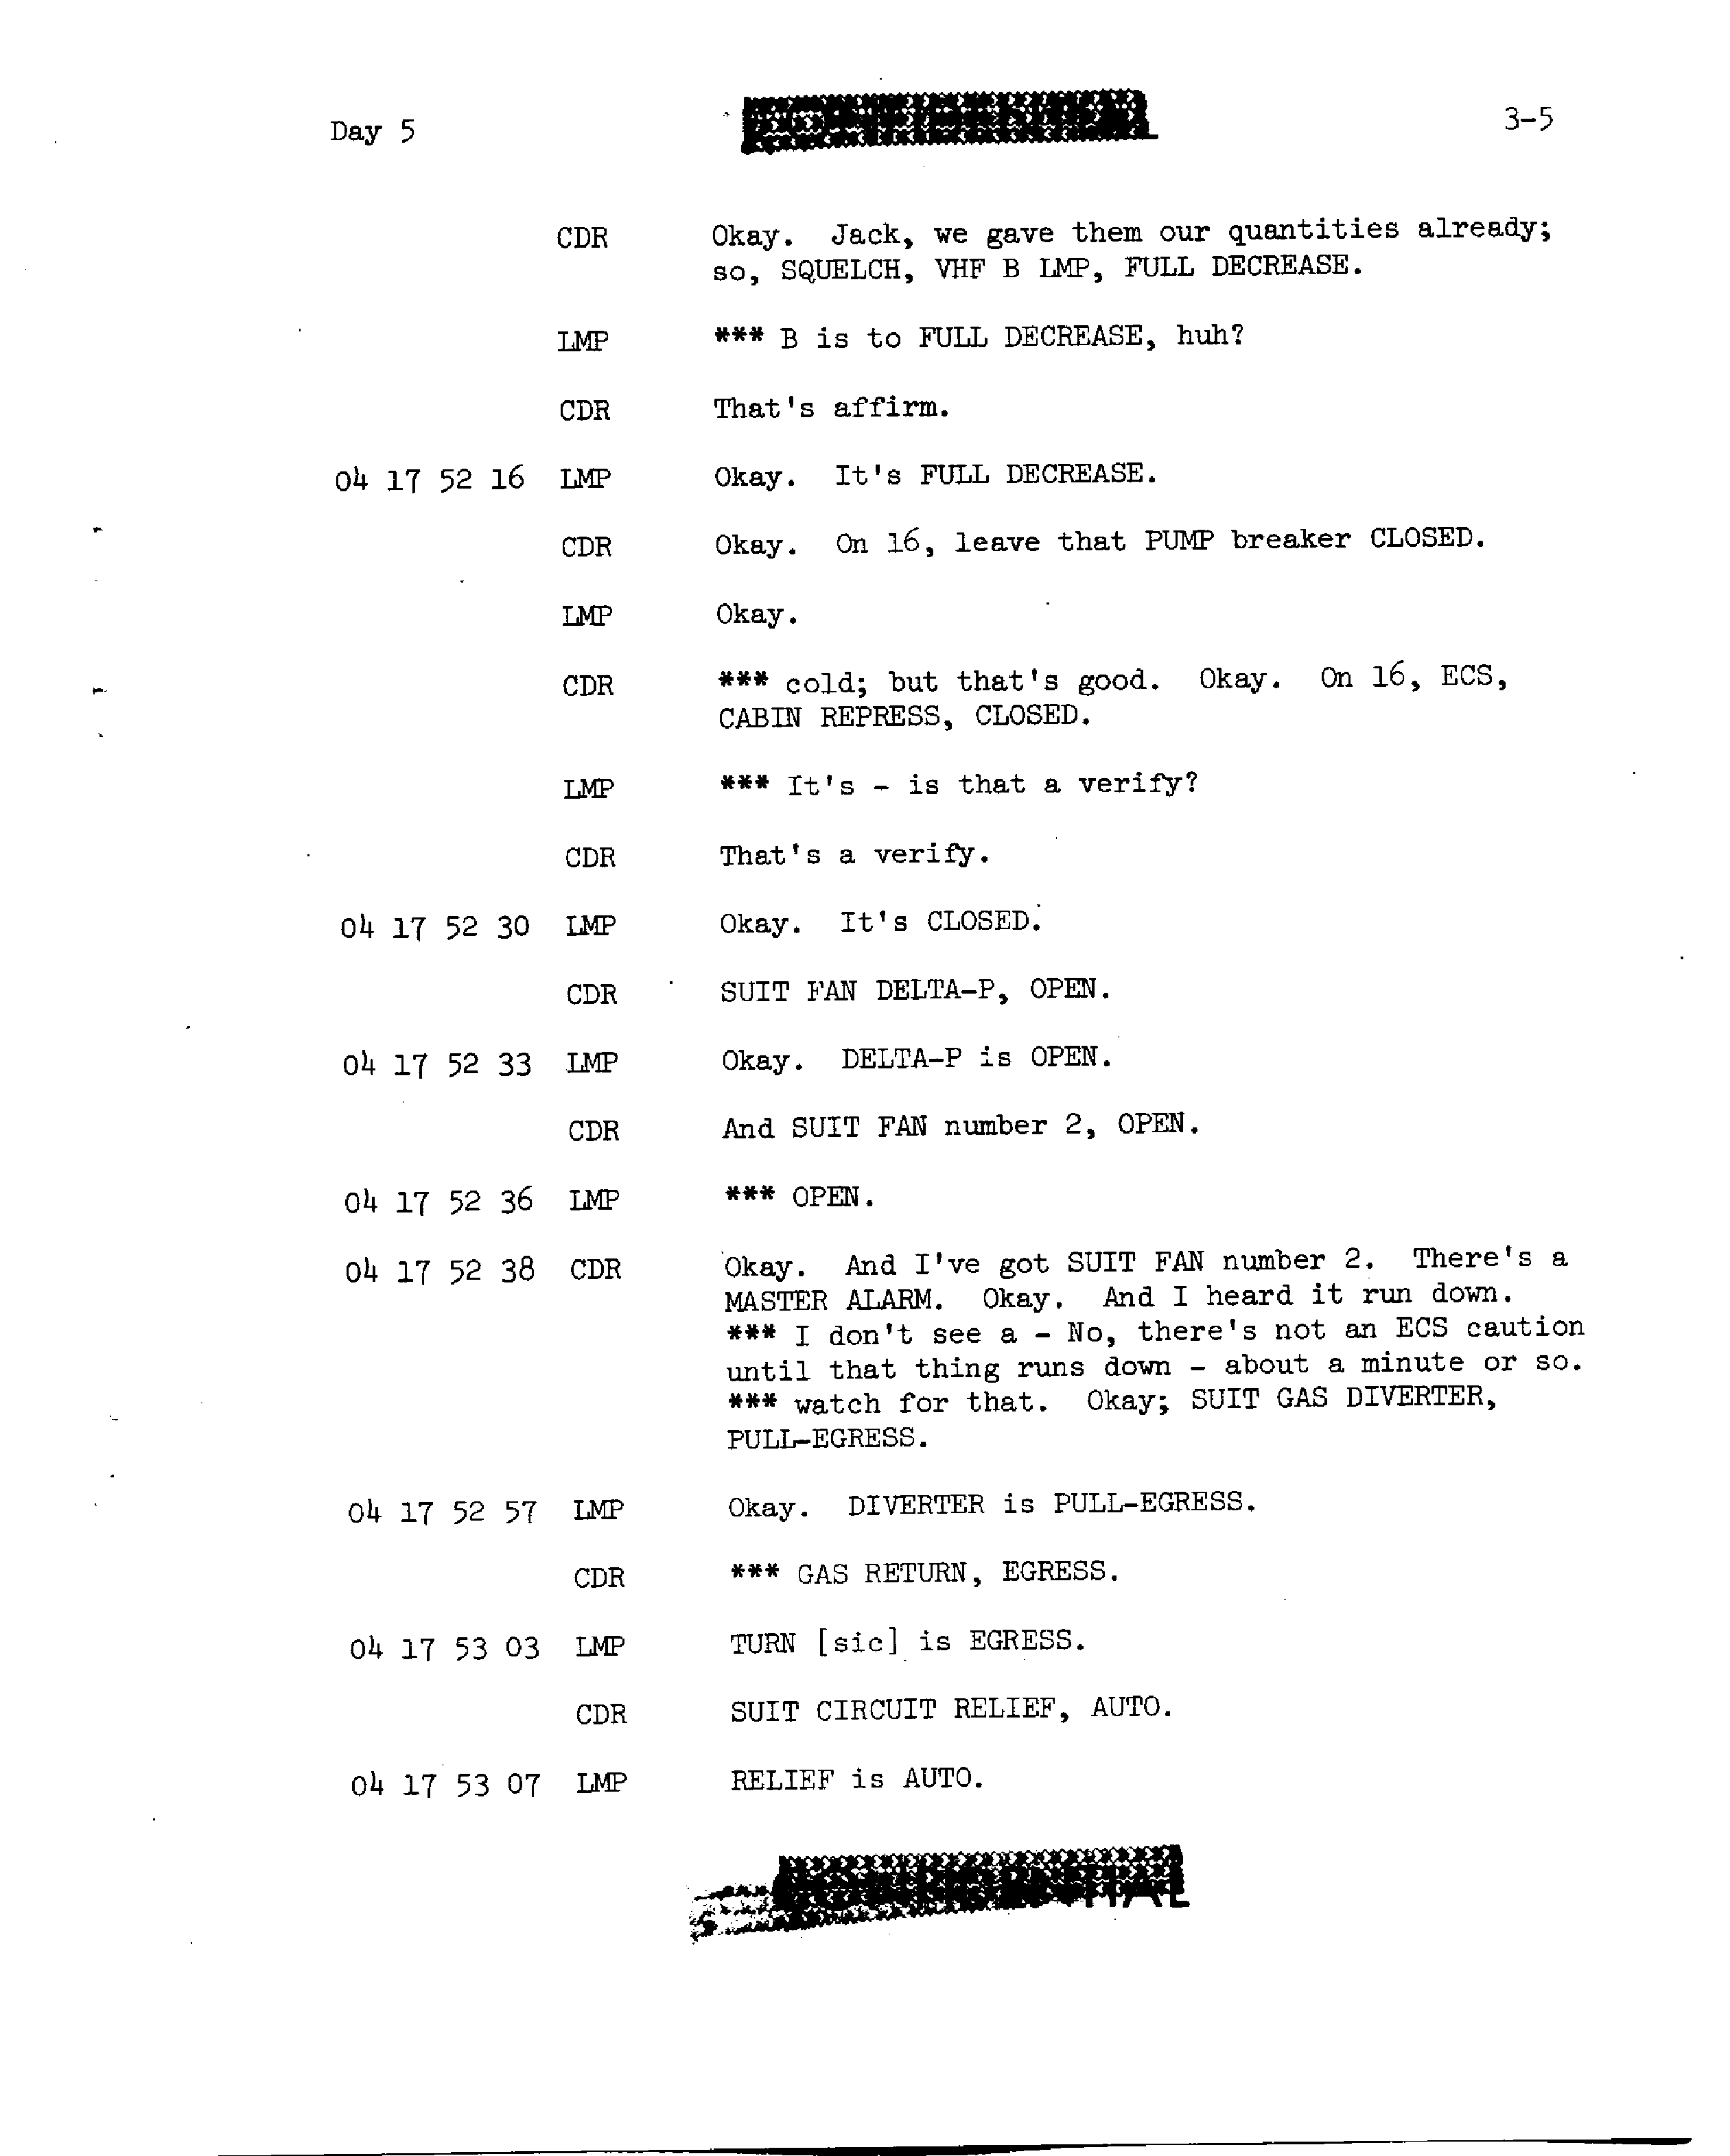 Day 5
3-5
CDR Okay. Jack, we gave them our quantities already;
so, SQUELCH, VHF B LMP, FULL DECREASE.
LMP *** B is to FULL DECREASE, huh?
CDR That's affirm.
04 17 52 16 LMP Okay. It's FULL DECREASE.
CDR Okay. On 16, leave that PUMP breaker CLOSED.
LMP Okay.
CDR *** cold; but that's good. Okay. On 16, ECS,
CABIN REPRESS, CLOSED.
LMP *** It's - is that a verify?
CDR That's a verify.
04 17 52 30 LMP Okay. It's CLOSED.
CDR SUIT FAN DELTA-P, OPEN.
04 17 52 33 LMP Okay. DELTA-P is OPEN.
CDR And SUIT FAN number 2, OPEN.
04 17 52 36 LMP *** OPEN.
04 17 52 38 CDR Okay. And I've got SUIT FAN number 2. There's a
MASTER ALARM. Okay. And I heard it run down.
*** I don't see a - No, there's not an ECS caution
until that thing runs down - about a minute or so.
*** watch for that. Okay; SUIT GAS DIVERTER,
PULL-EGRESS.
04 17 52 57 LMP Okay. DIVERTER is PULL-EGRESS.
CDR *** GAS RETURN, EGRESS.
04 17 53 03 LMP TURN [sic] is EGRESS.
CDR SUIT CIRCUIT RELIEF, AUTO.
04 17 53 07 LMP RELIEF is AUTO.